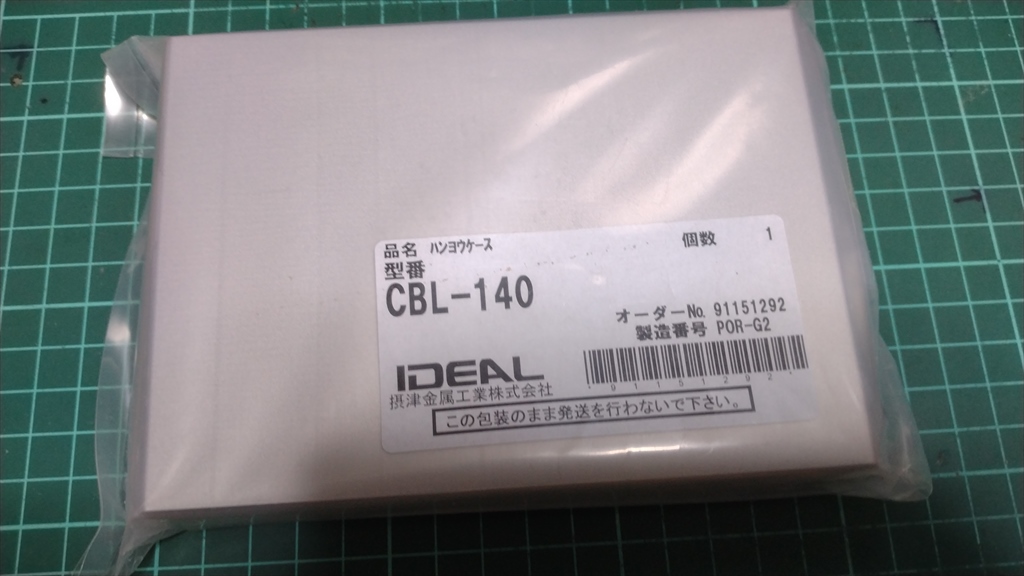 品名 ハンヨウケース 個数 1
型番
CBL-140
オーダーNo. 91151292
製造番号 POR-G2
IDEAL
*91151292*
摂津金属工業株式会社
この包装のまま発送を行わないで下さい。